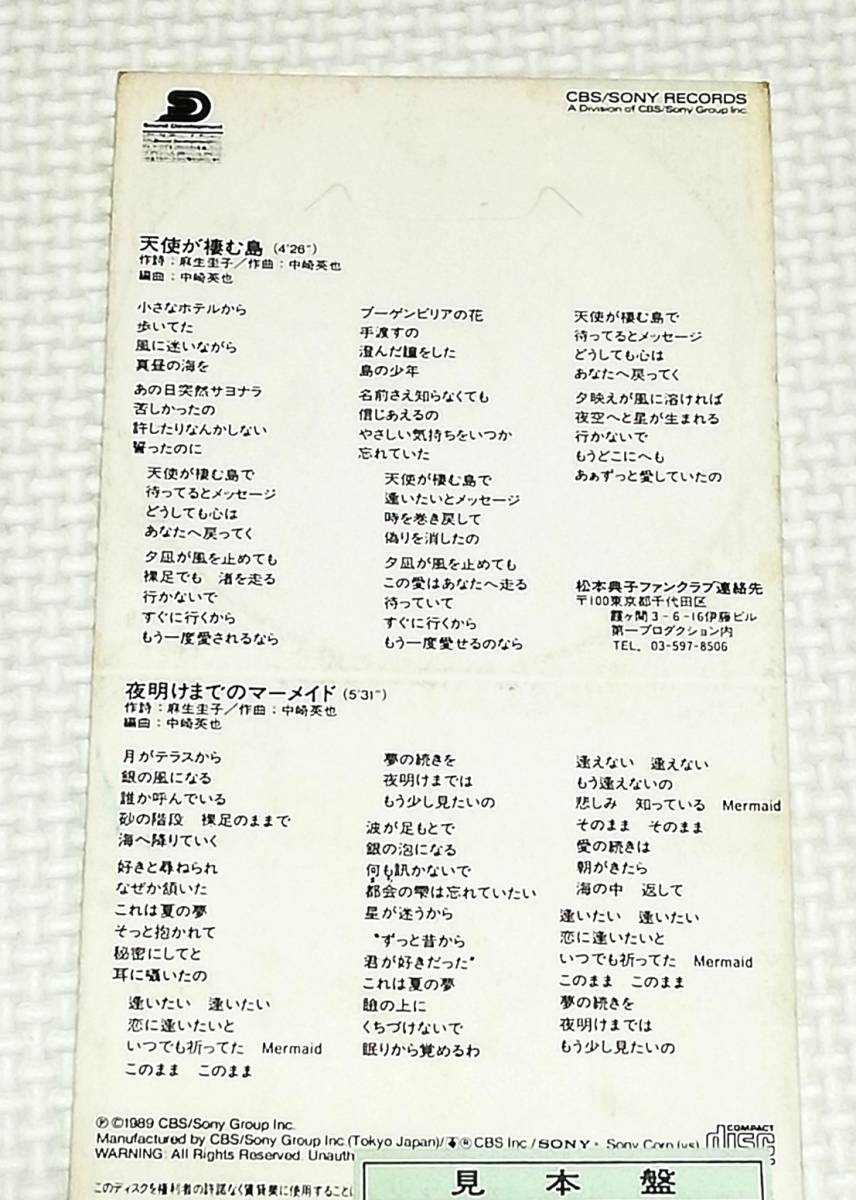 Sound Development
CBS/SONY RECORDS
A Division of CBS/Sony Group Inc.
天使が棲む島 (4'26")
作詩：麻生圭子／作曲：中崎英也
編曲：中崎英也
小さなホテルから
歩いてた
風に迷いながら
真昼の海を
あの日突然サヨナラ
苦しかったの
許したりなんかしない
誓ったのに
天使が棲む島で
待ってるとメッセージ
どうしても心は
あなたへ戻ってく
夕凪が風を止めても
裸足でも　渚を走る
行かないで
すぐに行くから
もう一度愛されるなら
ブーゲンビリアの花
手渡すの
澄んだ瞳をした
島の少年
名前さえ知らなくても
信じあえるの
やさしい気持ちをいつか
忘れていた
天使が棲む島で
逢いたいとメッセージ
時を巻き戻して
偽りを消したの
夕凪が風を止めても
この愛はあなたへ走る
待っていて
すぐに行くから
もう一度愛せるのなら
天使が棲む島で
待ってるとメッセージ
どうしても心は
あなたへ戻ってく
夕映えが風に溶ければ
夜空へと星が生まれる
行かないで
もうどこにへも
あぁずっと愛していたの
松本典子ファンクラブ連絡先
〒100東京都千代田区
霞ヶ関3-6-16伊藤ビル
第一プロダクション内
TEL. 03-597-8506
夜明けまでのマーメイド (5'31")
作詩：麻生圭子／作曲：中崎英也
編曲：中崎英也
月がテラスから
銀の風になる
誰か呼んでいる
砂の階段　裸足のままで
海へ降りていく
好きと尋ねられ
なぜか頷いた
これは夏の夢
そっと抱かれて
秘密にしてと
耳に囁いたの
逢いたい　逢いたい
恋に逢いたいと
いつでも祈ってた　Mermaid
このまま　このまま
夢の続きを
夜明けまでは
もう少し見たいの
波が足もとで
銀の泡になる
何も訊かないで
都会の雫は忘れていたい
星が迷うから
"ずっと昔から
君が好きだった"
これは夏の夢
瞼の上に
くちづけないで
眠りから覚めるわ
逢えない　逢えない
もう逢えないの
悲しみ　知っている　Mermaid
そのまま　そのまま
愛の続きは
朝がきたら
海の中　返して
逢いたい　逢いたい
恋に逢いたいと
いつでも祈ってた　Mermaid
このまま　このまま
夢の続きを
夜明けまでは
もう少し見たいの
Ⓟ©1989 CBS/Sony Group Inc.
Manufactured by CBS/Sony Group Inc.(Tokyo Japan)/ ®CBS Inc./SONY・Sony Corp.(vs)
COMPACT
disc
WARNING: All Rights Reserved. Unauth
このディスクを権利者の許諾なく賃貸業に使用すること
見本盤